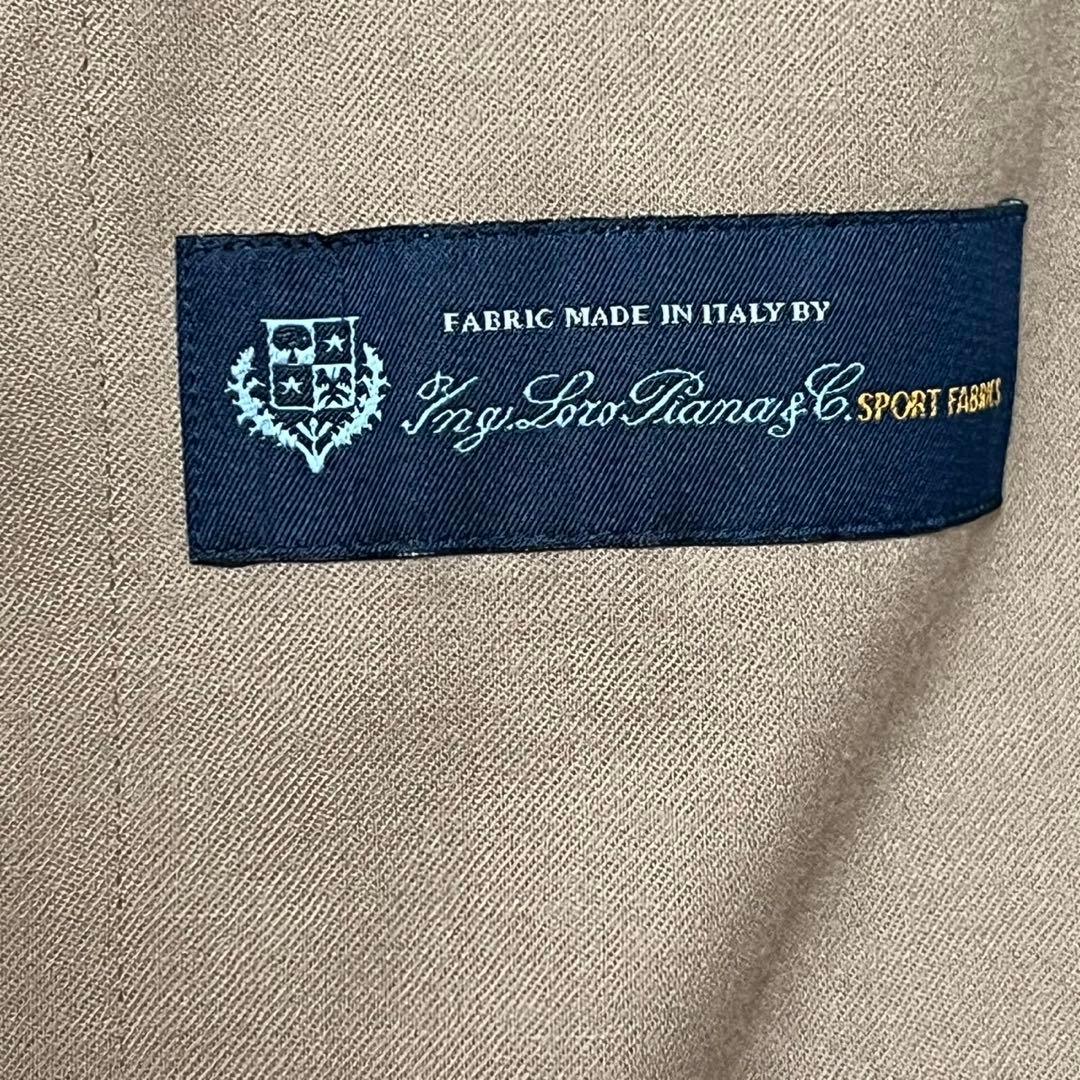 FABRIC MADE IN ITALY BY
Ing. Loro Piana & C. SPORT FABRICS